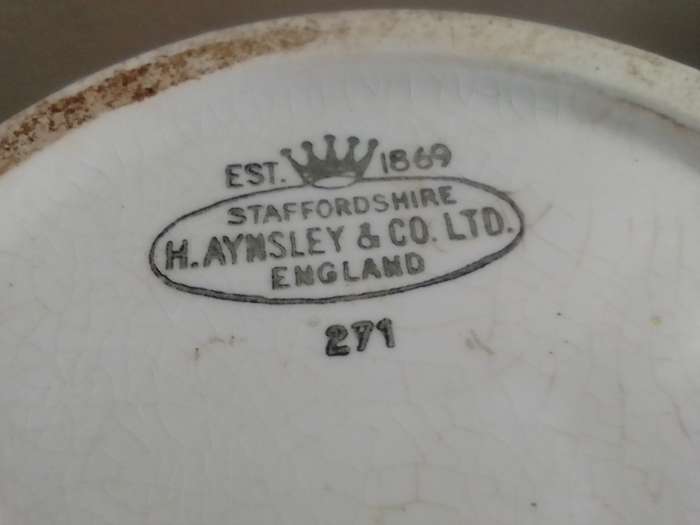 EST. 1869
STAFFORDSHIRE
H. AYNSLEY & CO. LTD.
ENGLAND
271